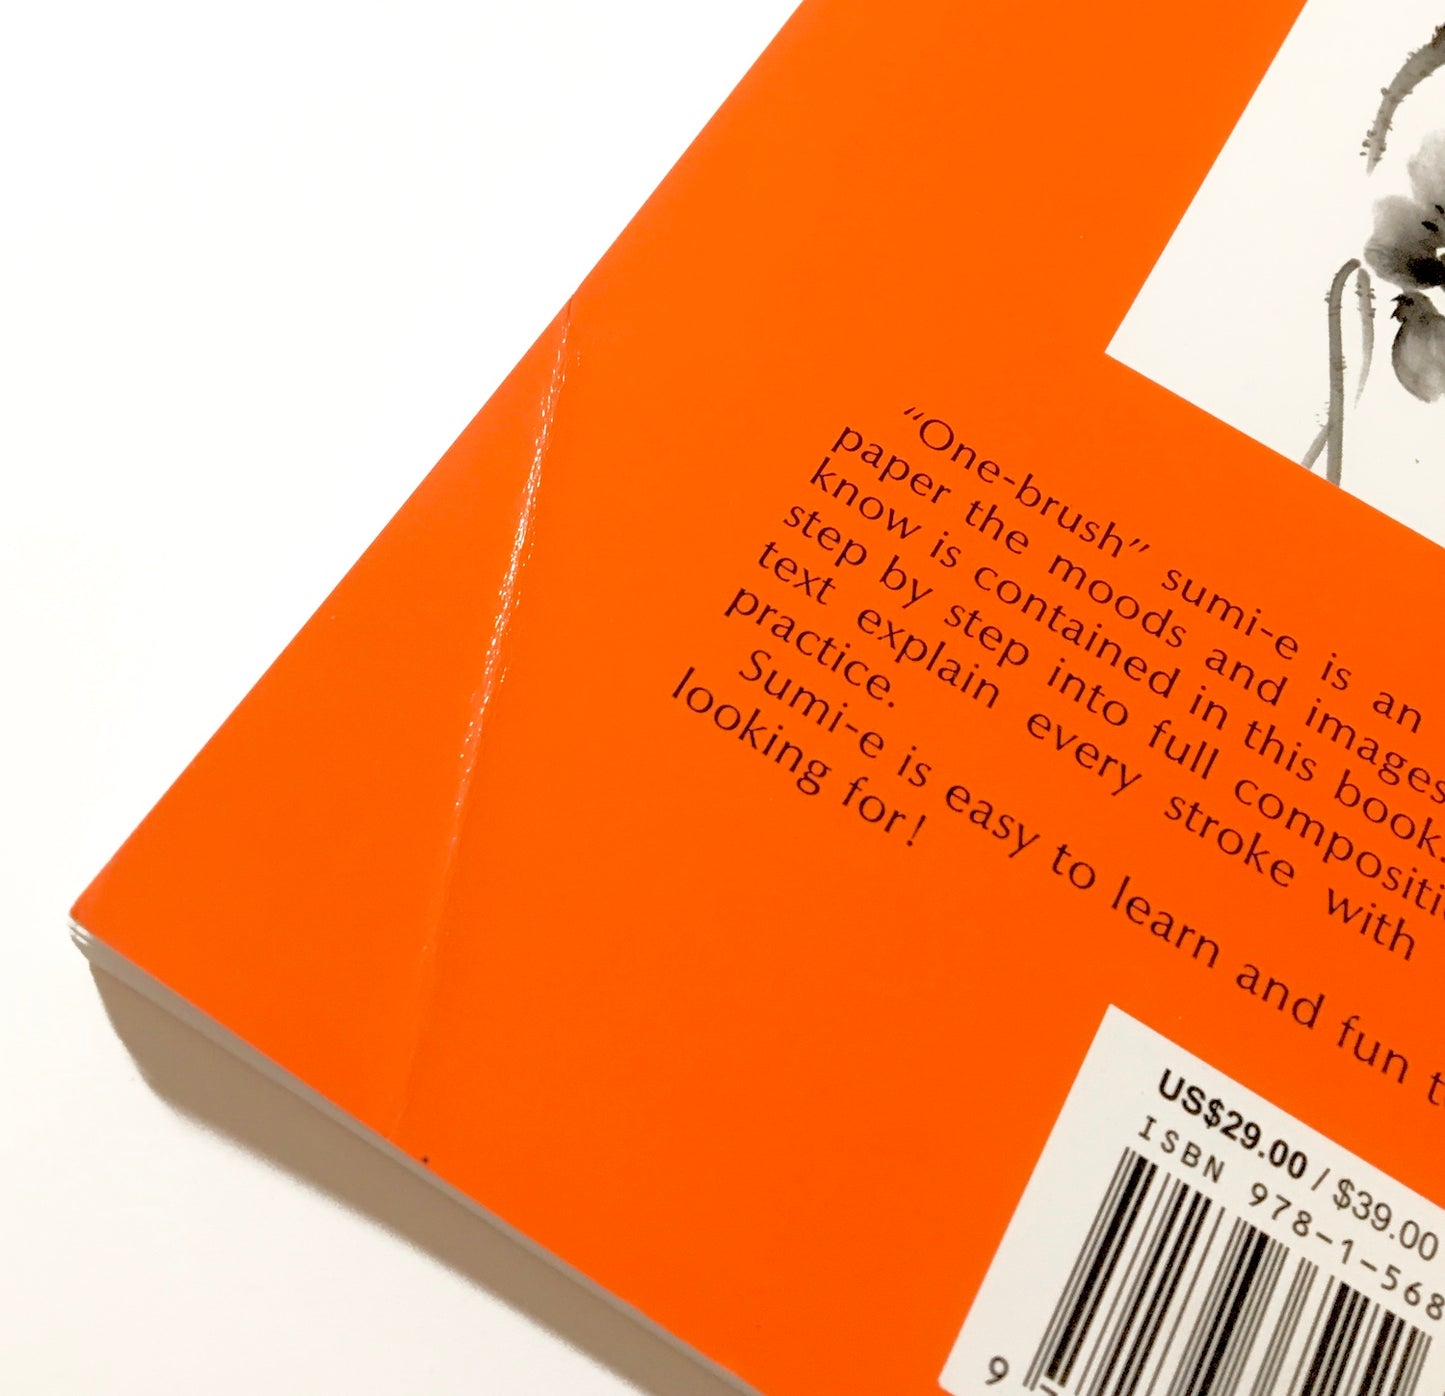 “One-brush” sumi-e is an
paper the moods and images
know is contained in this book.
step by step into full compositi
text explain every stroke with
practice.
Sumi-e is easy to learn and fun t
looking for!
US$29.00 / $39.00
ISBN 978-1-568
9